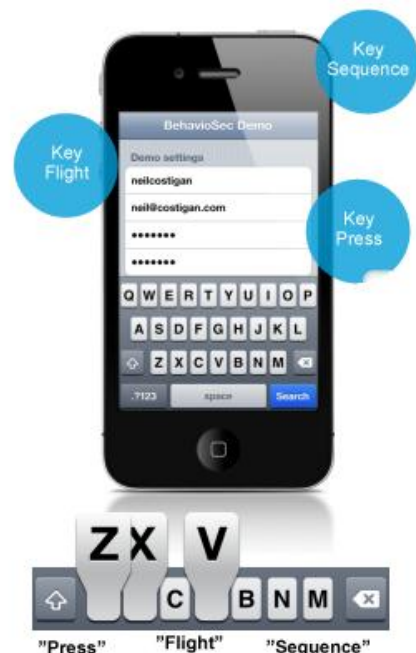 Key
Sequence
BehavioSec Demo
Key
Flight
Demo settings
neilcostigan
neil@costigan.com
•••••••
Key
Press
•••••••
Q W E R T Y U I O P
A S D F G H J K L
Z X C V B N M
.?123 space Search
Z X V
C B N M
"Press" "Flight" "Sequence"